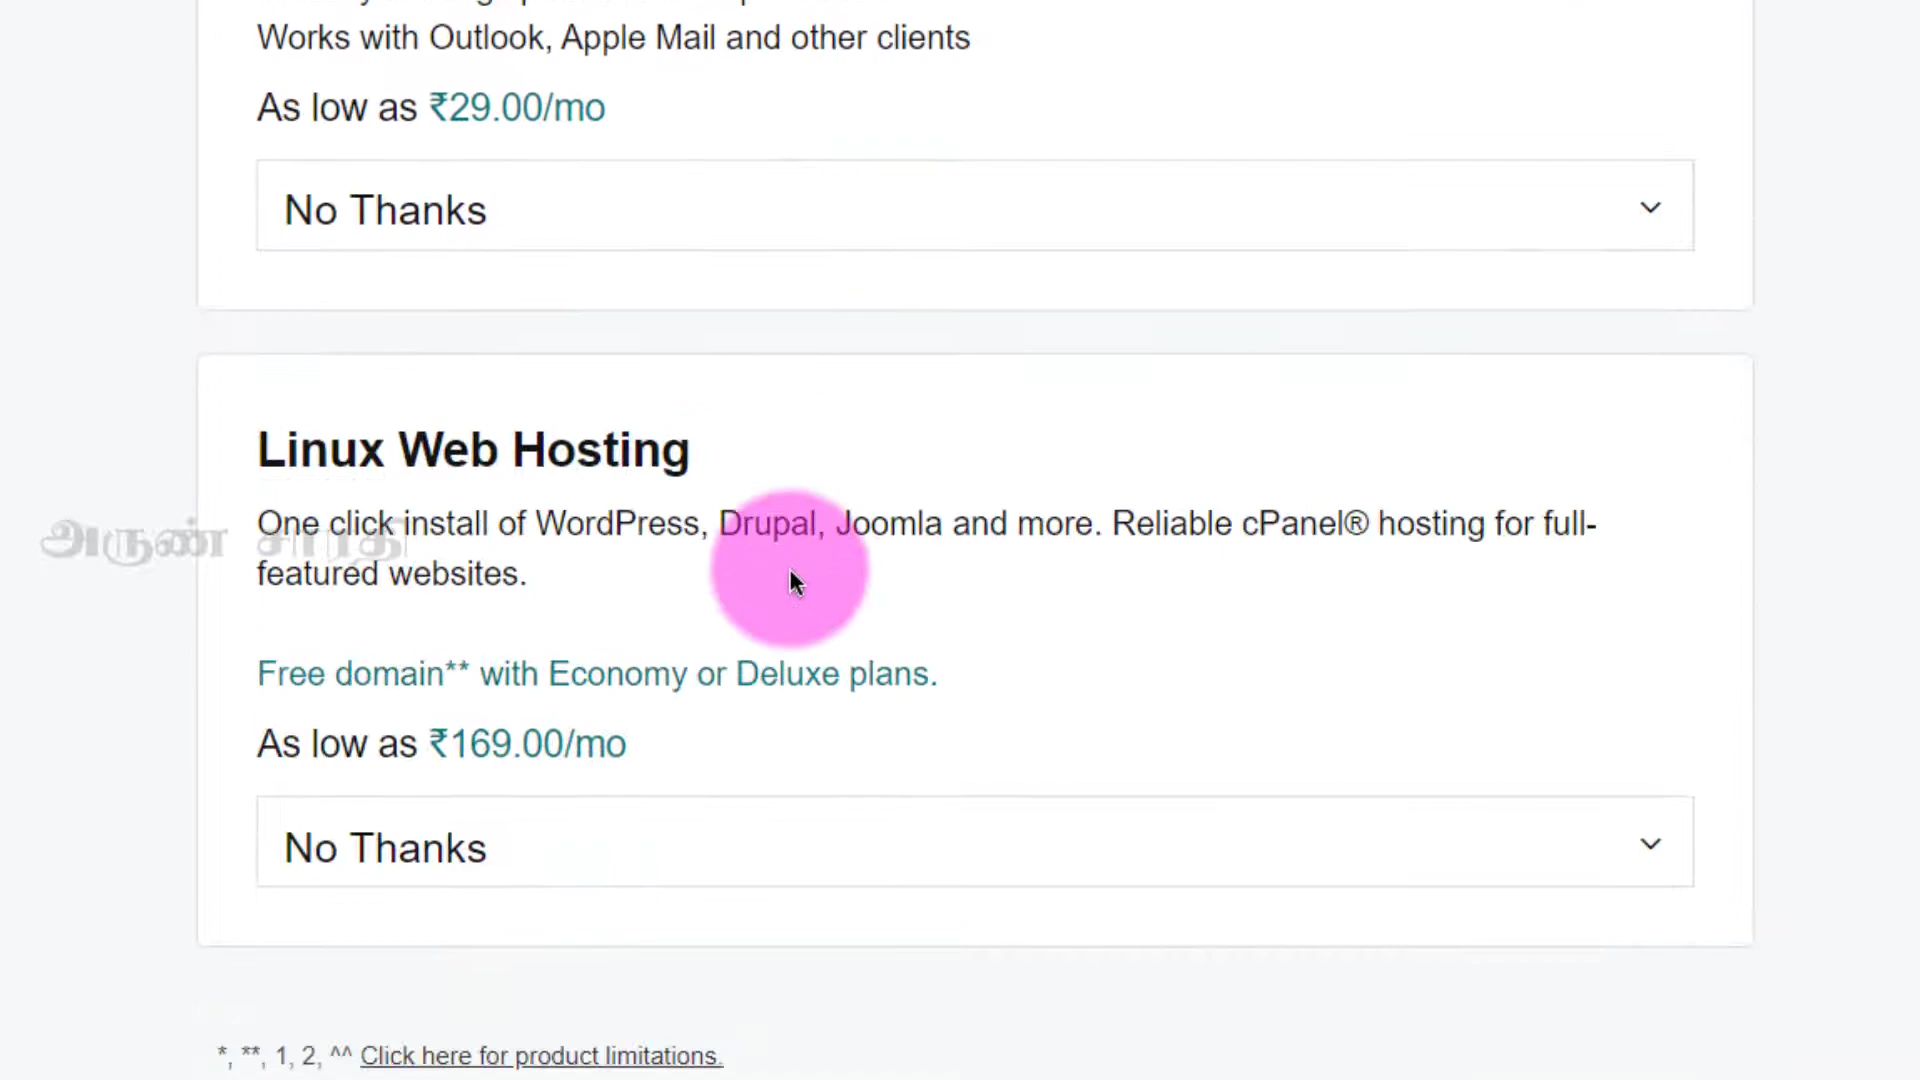 Works with Outlook, Apple Mail and other clients
As low as ₹29.00/mo
No Thanks
Linux Web Hosting
One click install of WordPress, Drupal, Joomla and more. Reliable cPanel® hosting for full-
featured websites.
அருண் சாரதி
Free domain** with Economy or Deluxe plans.
As low as ₹169.00/mo
No Thanks
*, **, 1, 2, ^^ Click here for product limitations.